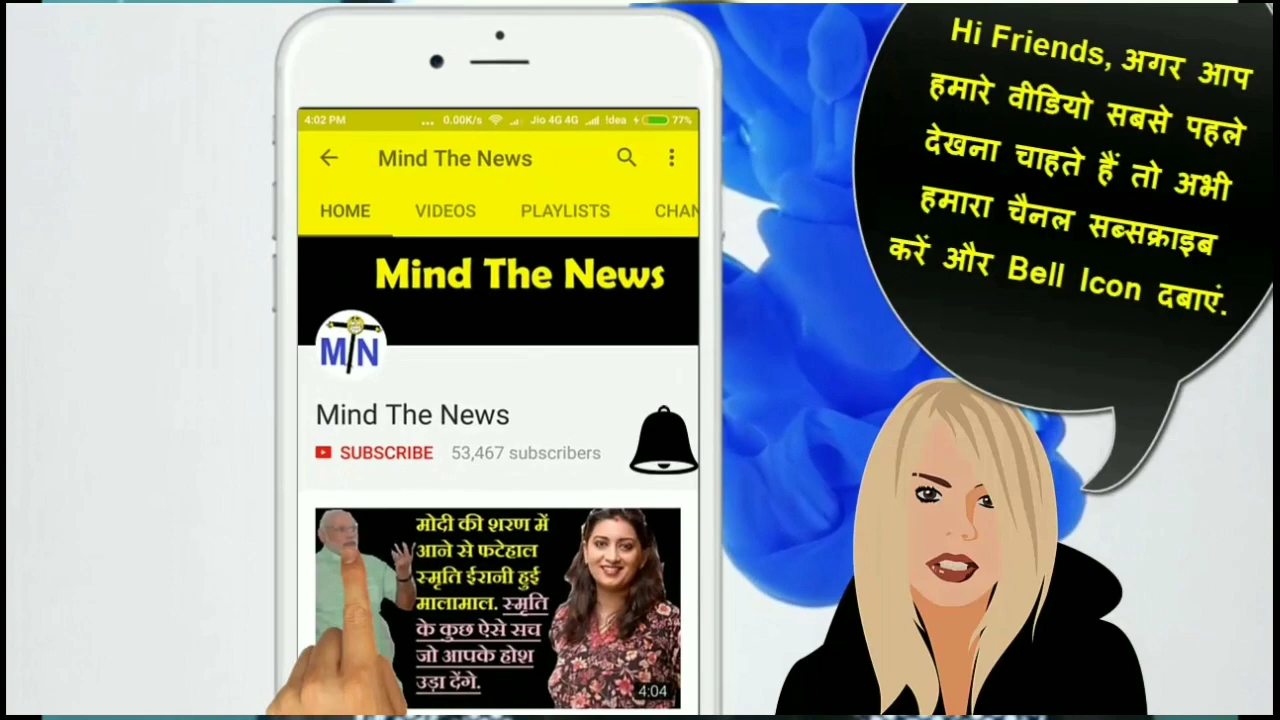 4:02 PM ... 0.00K/s Jio 4G 4G !dea 77%
Mind The News
HOME VIDEOS PLAYLISTS CHAN
Mind The News
MTN
Mind The News
SUBSCRIBE 53,467 subscribers
मोदी की शरण में
आने से फटेहाल
स्मृति ईरानी हुई
मालामाल. स्मृति
के कुछ ऐसे सच
जो आपके होश
उड़ा देंगे.
4:04
Hi Friends, अगर आप
हमारे वीडियो सबसे पहले
देखना चाहते हैं तो अभी
हमारा चैनल सब्सक्राइब
करें और Bell Icon दबाएं.